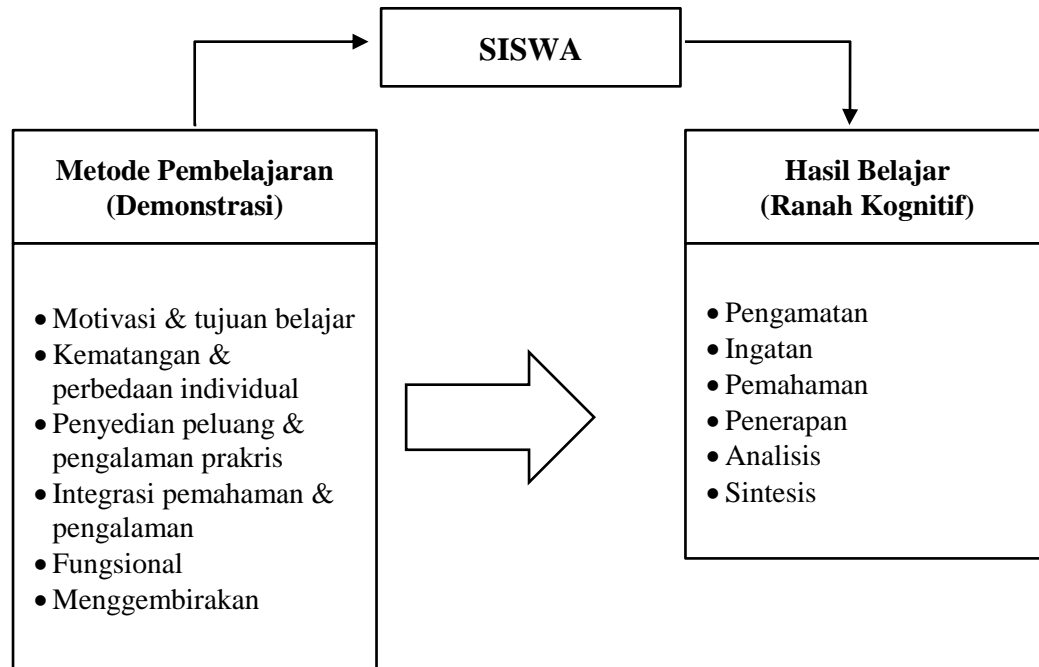 SISWA
Metode Pembelajaran
(Demonstrasi)
• Motivasi & tujuan belajar
• Kematangan &
perbedaan individual
• Penyedian peluang &
pengalaman prakris
• Integrasi pemahaman &
pengalaman
• Fungsional
• Menggembirakan
Hasil Belajar
(Ranah Kognitif)
• Pengamatan
• Ingatan
• Pemahaman
• Penerapan
• Analisis
• Sintesis